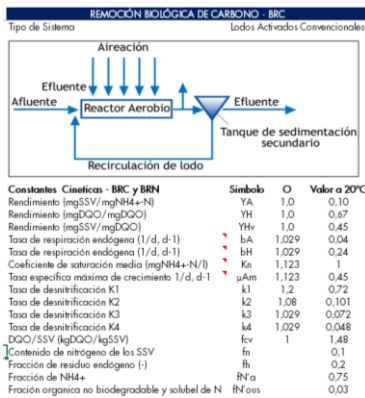 REMOCIÓN BIOLÓGICA DE CARBONO - BRC
Tipo de Sistema Lodos Activados Convencionales
Aireación
Efluente
Afluente Reactor Aerobio Efluente
Tanque de sedimentación
secundario
Recirculación de lodo
Constantes Cineticas - BRC y BRN Simbolo O Valor a 20°C
Rendimiento (mgSSV/mgNH4+-N) YA 1,0 0,10
Rendimiento (mgDQO/mgDQO) YH 1,0 0,67
Rendimiento (mgSSV/mgDQO) YHv 1,0 0,45
Tasa de respiración endógena (1/d, d-1) bA 1,029 0,04
Tasa de respiración endógena (1/d, d-1) bH 1,029 0,24
Coeficiente de saturación media (mgNH4+-N/l) Kn 1,123 1
Tasa específica máxima de crecimiento 1/d, d-1 µAm 1,123 0,45
Tasa de desnitrificación K1 k1 1,2 0,72
Tasa de desnitrificación K2 k2 1,08 0,101
Tasa de desnitrificación K3 k3 1,029 0,072
Tasa de desnitrificación K4 k4 1,029 0,048
DQO/SSV (kgDQO/kgSSV) fcv 1 1,48
Contenido de nitrógeno de los SSV fn 0,1
Fracción de residuo endógeno (-) fh 0,2
Fracción de NH4+ fN'a 0,75
Fración organica no biodegradable y solubel de N fN'ous 0,03